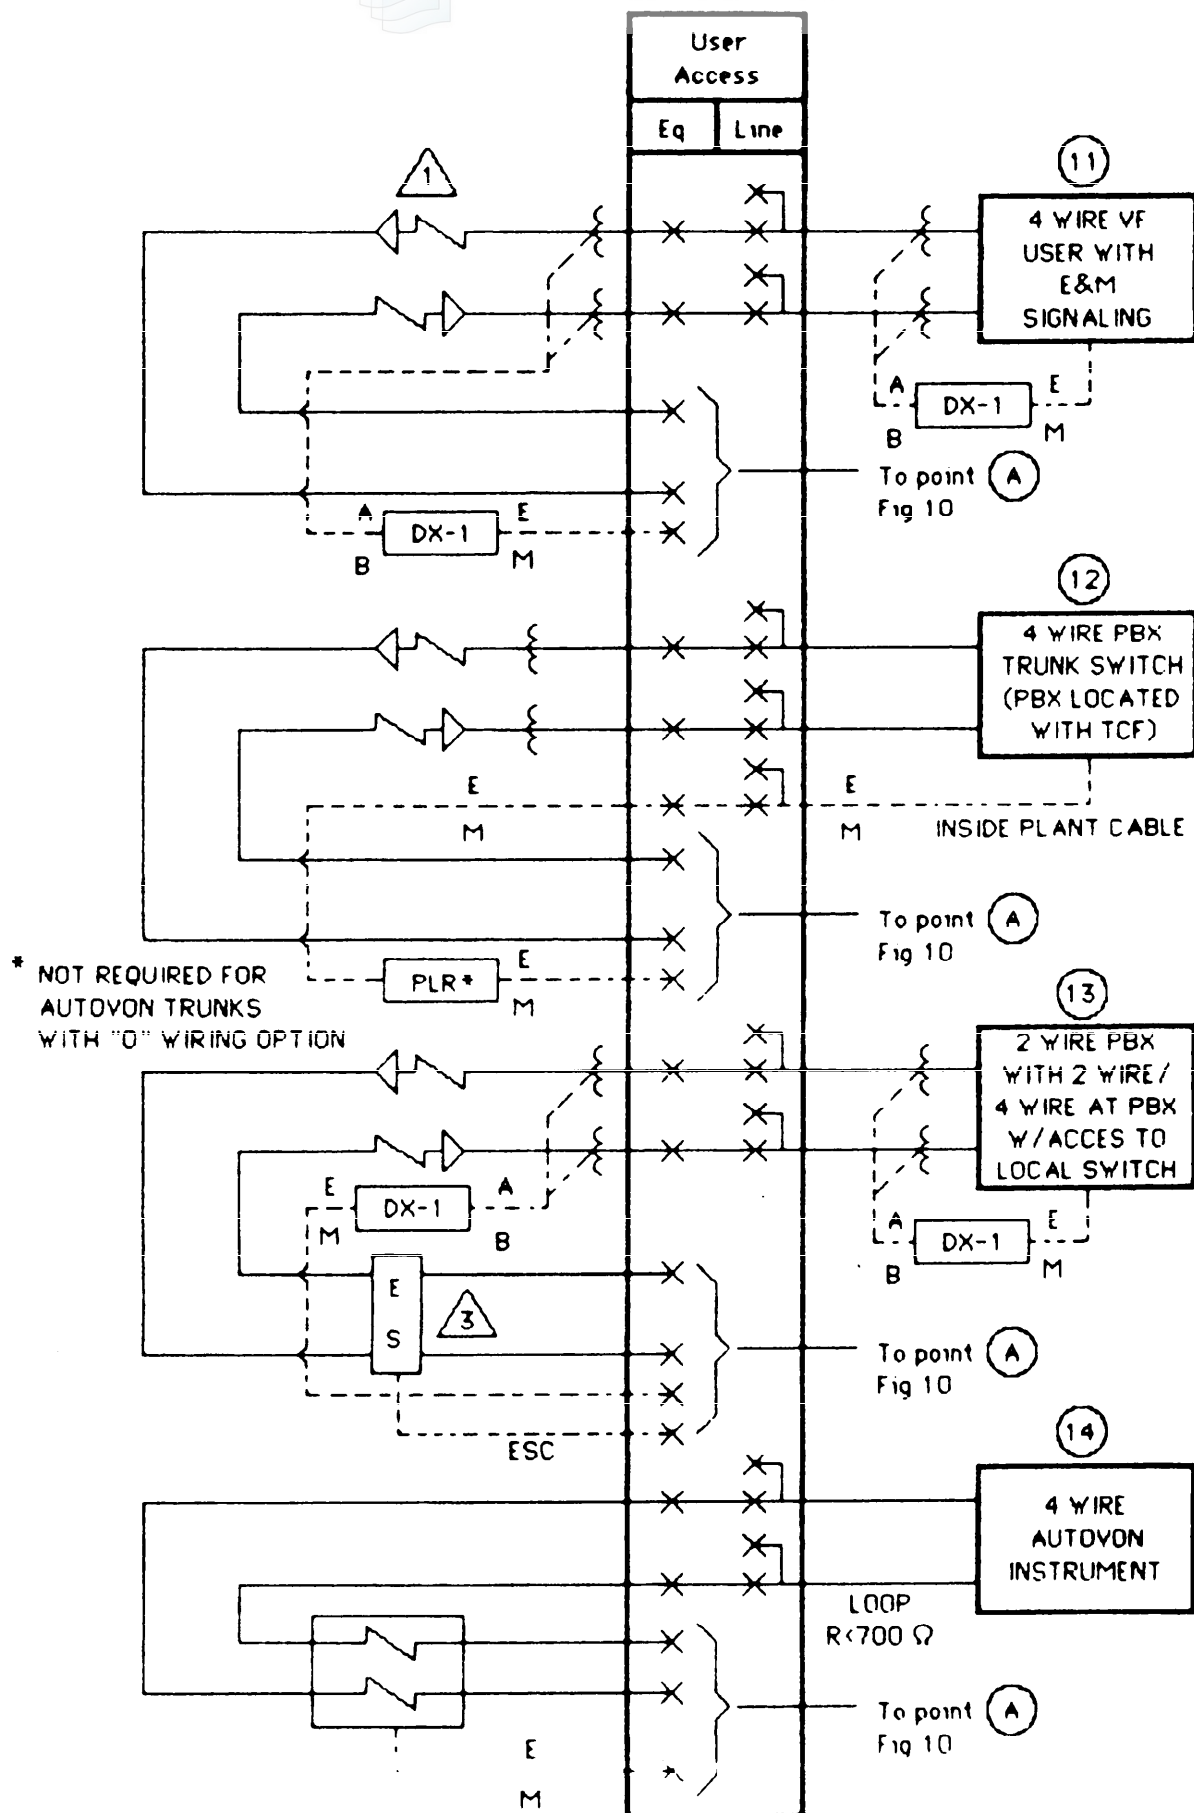 User
Access
Eq
Line
1
11
4 WIRE VF
USER WITH
E&M
SIGNALING
A
E
DX-1
B
M
To point A
Fig 10
A
E
DX-1
B
M
12
4 WIRE PBX
TRUNK SWITCH
(PBX LOCATED
WITH TCF)
E
E
M
M
INSIDE PLANT CABLE
To point A
Fig 10
* NOT REQUIRED FOR
AUTOVON TRUNKS
WITH "O" WIRING OPTION
E
PLR*
M
13
2 WIRE PBX
WITH 2 WIRE/
4 WIRE AT PBX
W/ACCES TO
LOCAL SWITCH
E
A
DX-1
M
B
A
E
DX-1
B
M
E
S
3
To point A
Fig 10
ESC
14
4 WIRE
AUTOVON
INSTRUMENT
LOOP
R<700 Ω
To point A
Fig 10
E
M